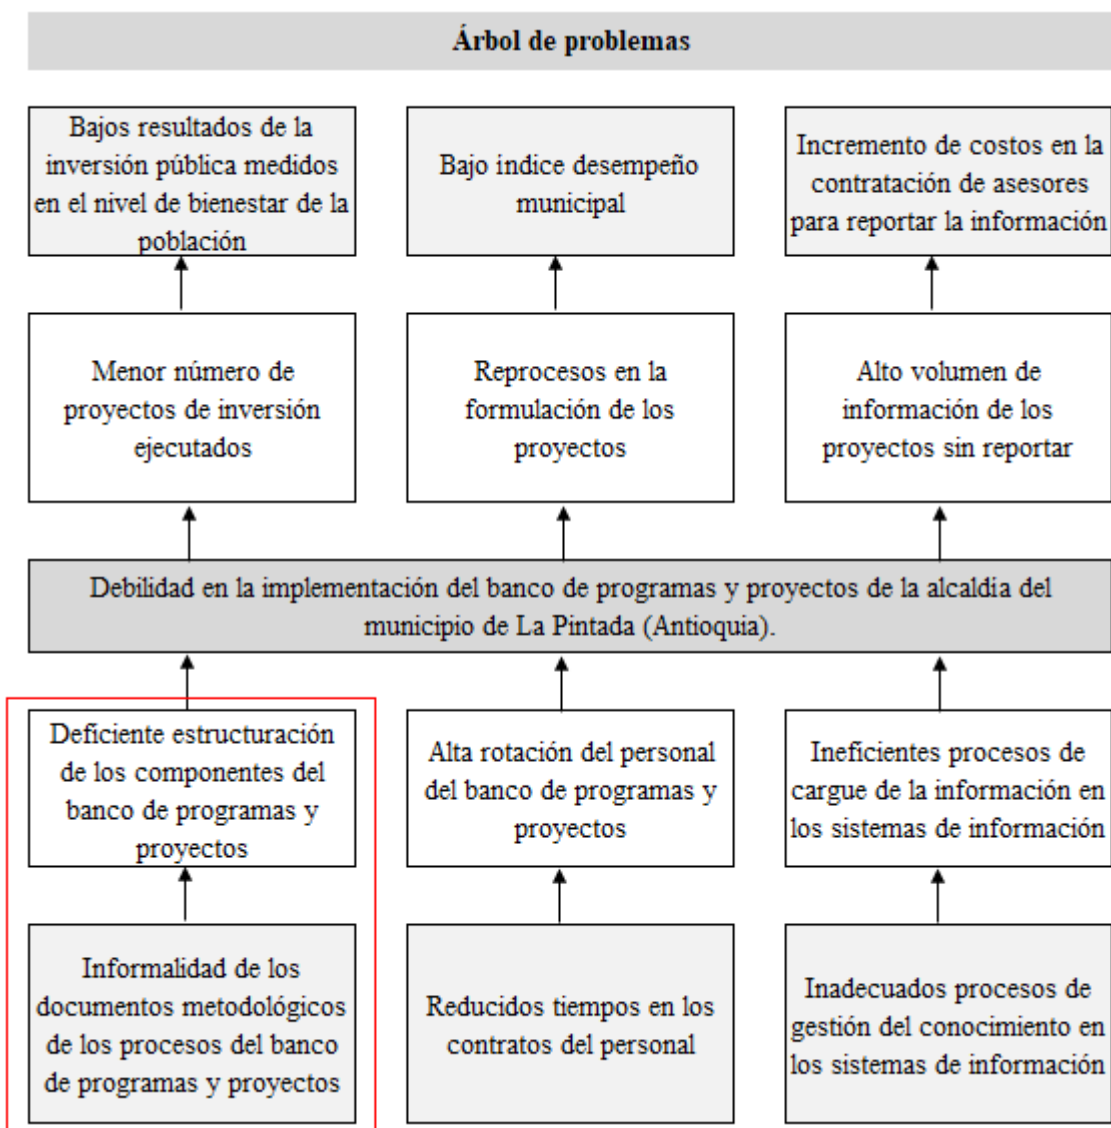 Árbol de problemas
Bajos resultados de la
inversión pública medidos
en el nivel de bienestar de la
población
Bajo índice desempeño
municipal
Incremento de costos en la
contratación de asesores
para reportar la información
Menor número de
proyectos de inversión
ejecutados
Reprocesos en la
formulación de los
proyectos
Alto volumen de
información de los
proyectos sin reportar
Debilidad en la implementación del banco de programas y proyectos de la alcaldía del
municipio de La Pintada (Antioquia).
Deficiente estructuración
de los componentes del
banco de programas y
proyectos
Alta rotación del personal
del banco de programas y
proyectos
Ineficientes procesos de
cargue de la información en
los sistemas de información
Informalidad de los
documentos metodológicos
de los procesos del banco
de programas y proyectos
Reducidos tiempos en los
contratos del personal
Inadecuados procesos de
gestión del conocimiento en
los sistemas de información